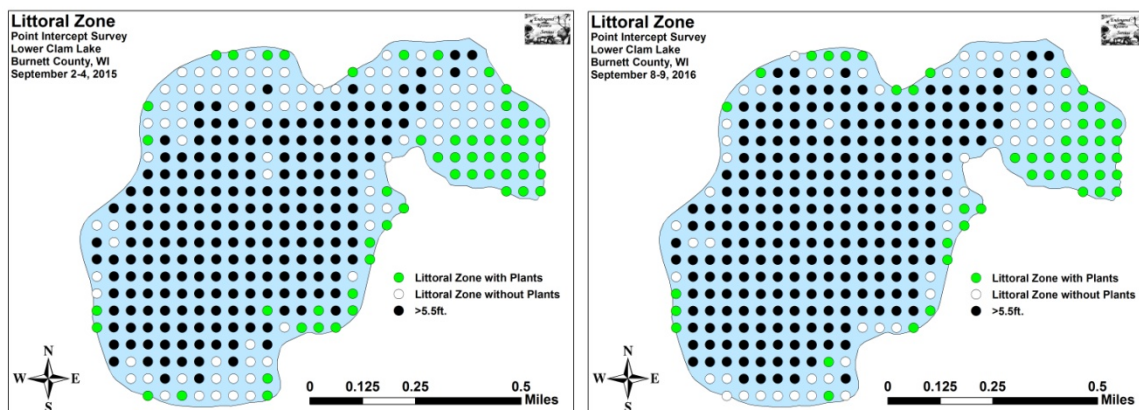 Littoral Zone
Point Intercept Survey
Lower Clam Lake
Burnett County, WI
September 2-4, 2015
Littoral Zone with Plants
Littoral Zone without Plants
>5.5ft.
N
W
E
S
0
0.125
0.25
0.5
Miles
Littoral Zone
Point Intercept Survey
Lower Clam Lake
Burnett County, WI
September 8-9, 2016
Littoral Zone with Plants
Littoral Zone without Plants
>5.5ft.
N
W
E
S
0
0.125
0.25
0.5
Miles